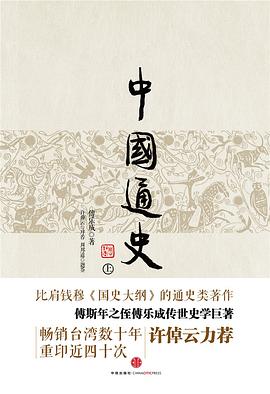 中國通史
上
傅乐成 著
比肩钱穆《国史大纲》的通史类著作
傅斯年之侄傅乐成传世史学巨著
畅销台湾数十年
重印近四十次
许倬云力荐
中信出版社·CHINACITICPRESS